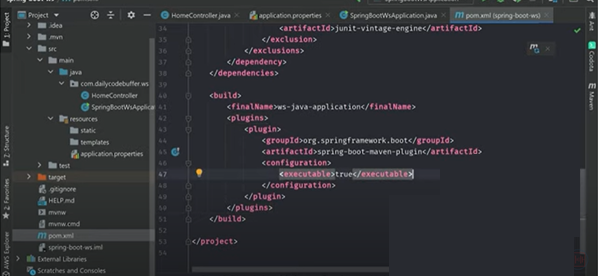 spring-boot-ws
Project
HomeController.java
application.properties
SpringBootWsApplication.java
pom.xml (spring-boot-ws)
1: Project
Z: Structure
2: Favorites
AWS Explorer
.idea
.mvn
src
main
java
com.dailycodebuffer.ws
HomeController
SpringBootWsApplic
resources
static
templates
application.properties
test
target
.gitignore
HELP.md
mvnw
mvnw.cmd
pom.xml
spring-boot-ws.iml
External Libraries
Scratches and Consoles
34 <artifactId>junit-vintage-engine</artifactId>
35 </exclusion>
36 </exclusions>
37 </dependency>
38 </dependencies>
39
40 <build>
41 <finalName>ws-java-application</finalName>
42 <plugins>
43 <plugin>
44 <groupId>org.springframework.boot</groupId>
45 <artifactId>spring-boot-maven-plugin</artifactId>
46 <configuration>
47 <executable>true</executable>
48 </configuration>
49 </plugin>
50 </plugins>
51 </build>
52
53 </project>
54
Ant
Codota
Maven